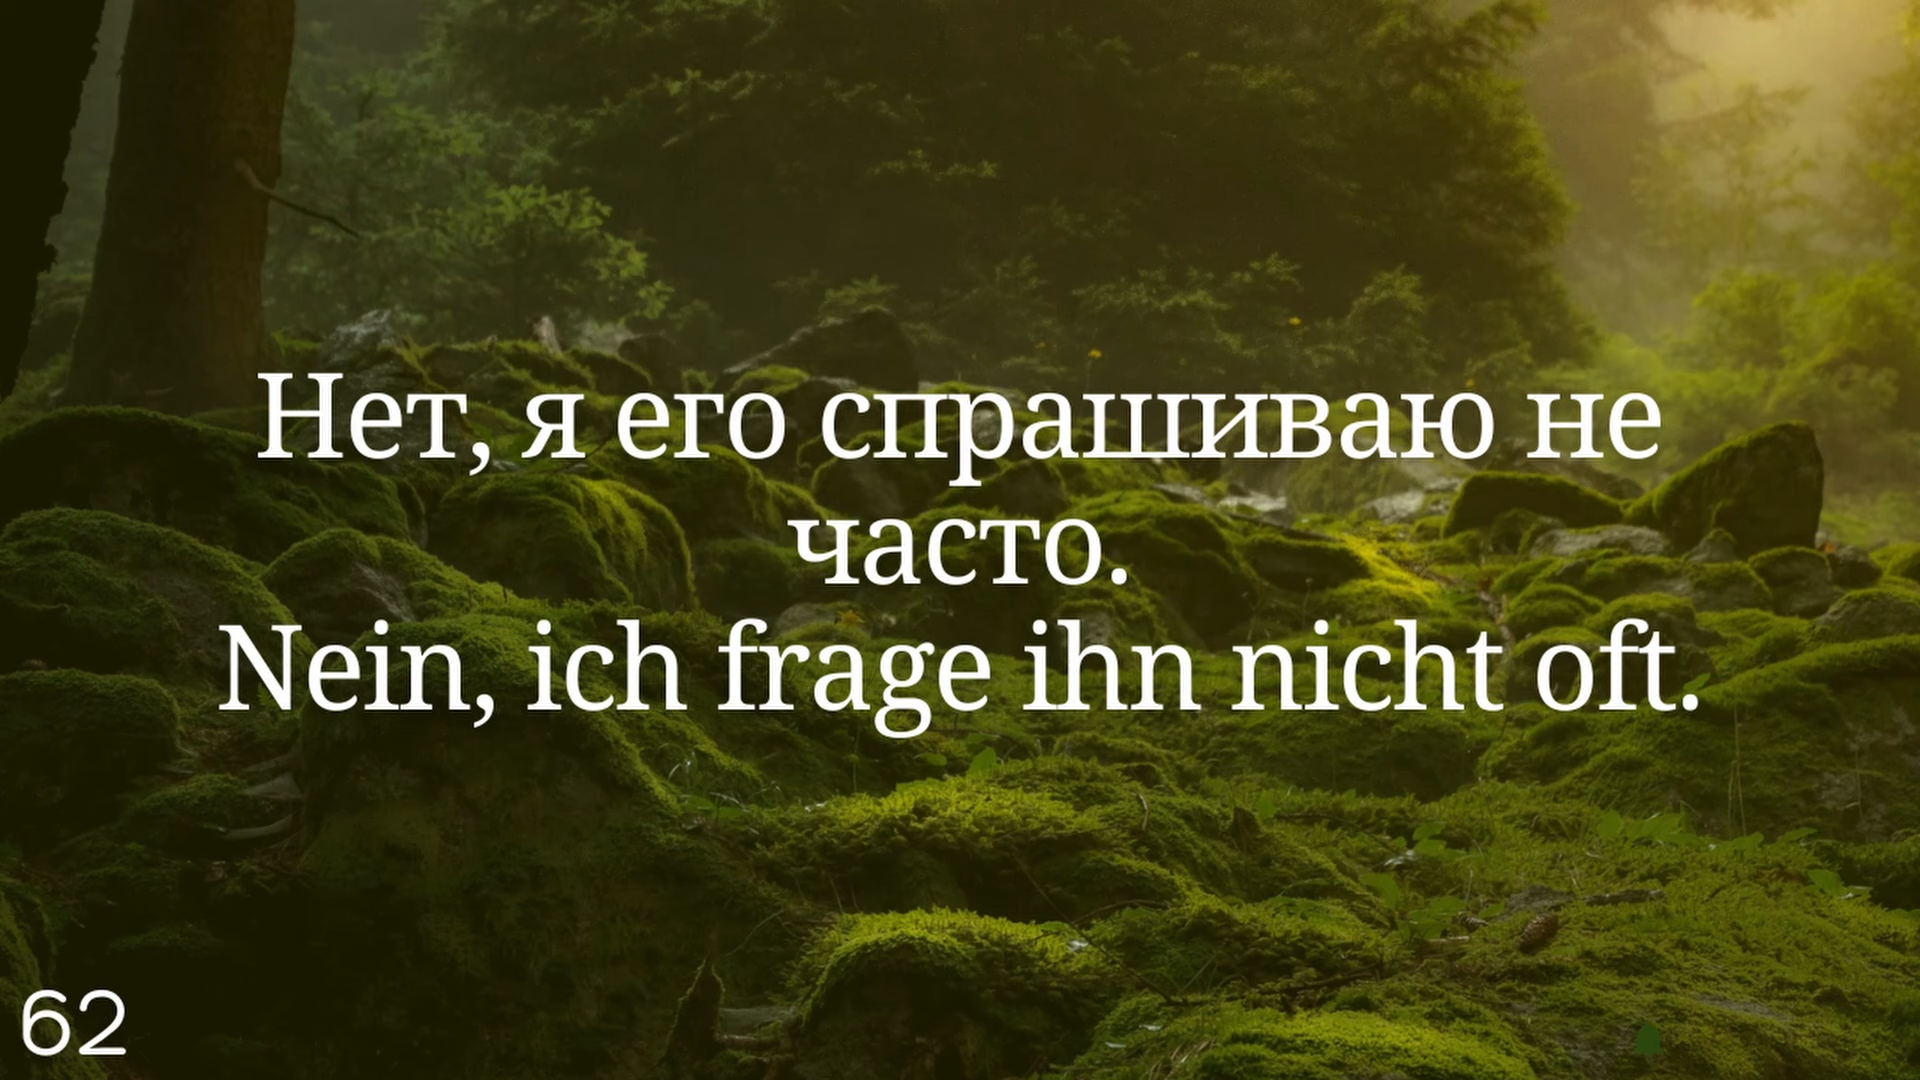 Нет, я его спрашиваю не
часто.
Nein, ich frage ihn nicht oft.
62